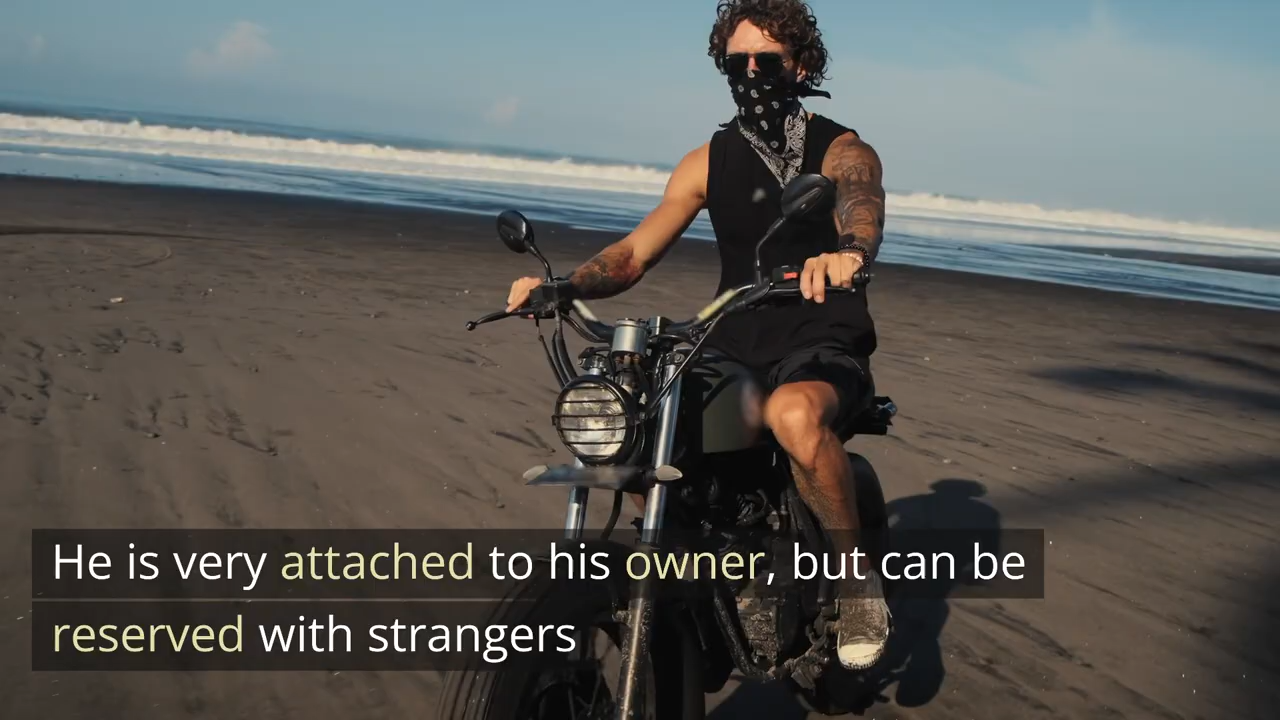 He is very attached to his owner, but can be
reserved with strangers